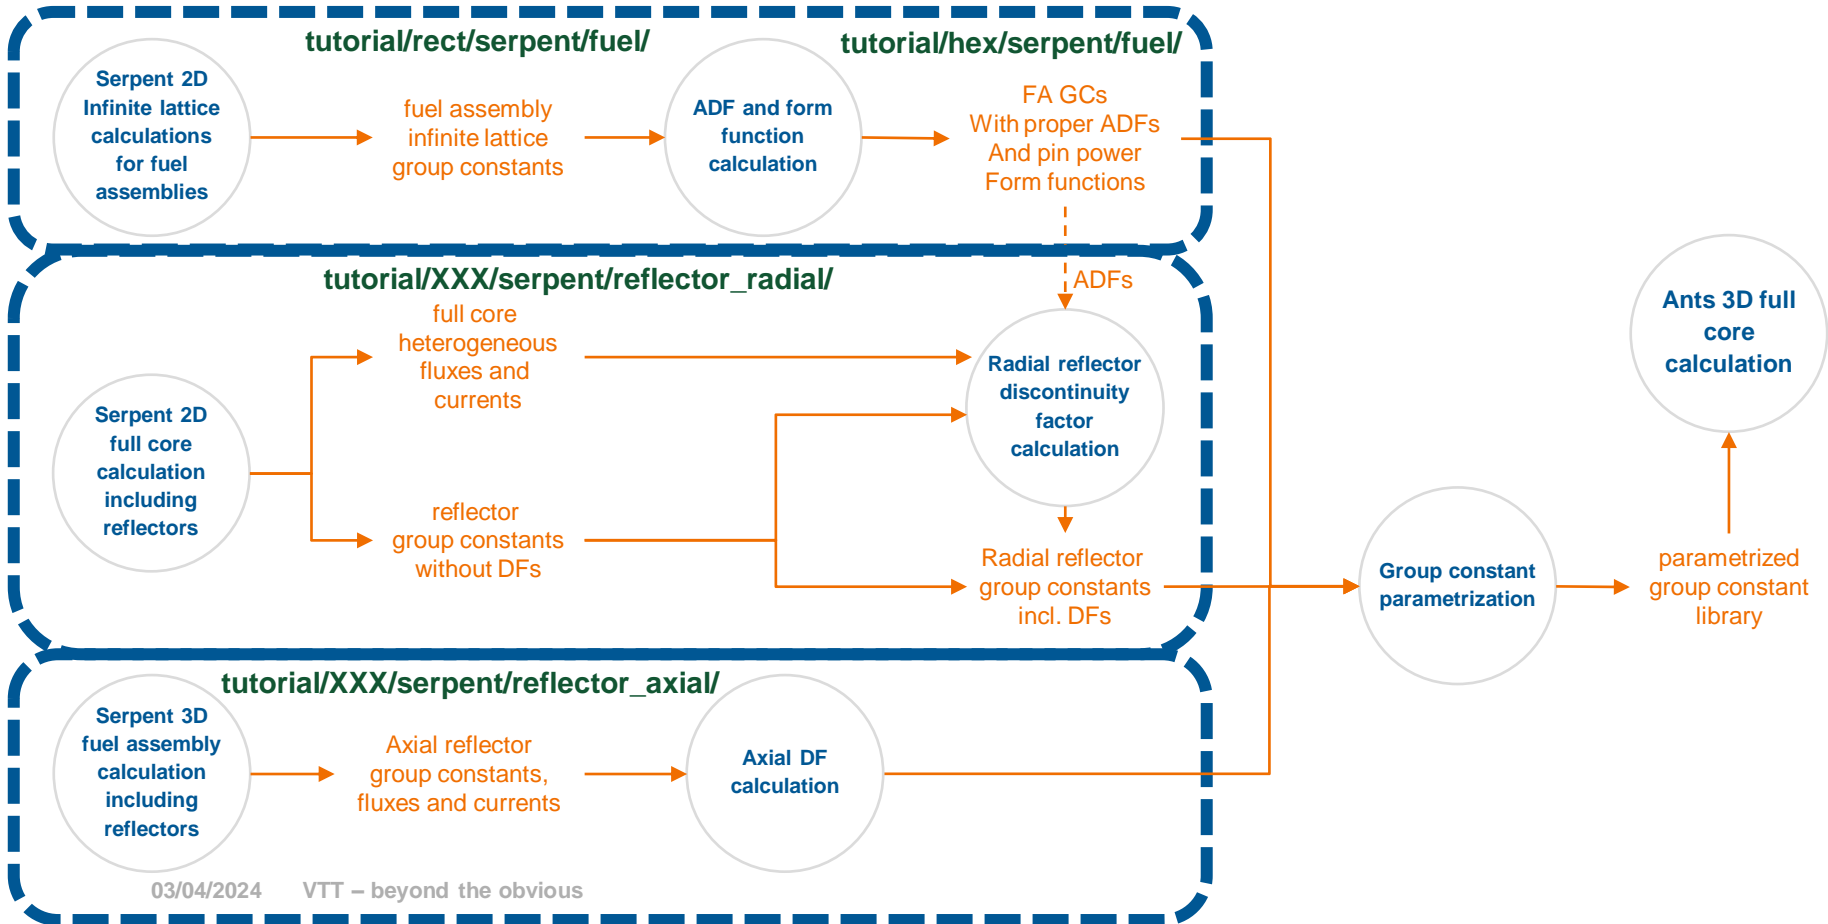 tutorial/rect/serpent/fuel/
tutorial/hex/serpent/fuel/
Serpent 2D
Infinite lattice
calculations
for fuel
assemblies
fuel assembly
infinite lattice
group constants
ADF and form
function
calculation
FA GCs
With proper ADFs
And pin power
Form functions
tutorial/XXX/serpent/reflector_radial/
ADFs
Serpent 2D
full core
calculation
including
reflectors
full core
heterogeneous
fluxes and
currents
reflector
group constants
without DFs
Radial reflector
discontinuity
factor
calculation
Radial reflector
group constants
incl. DFs
tutorial/XXX/serpent/reflector_axial/
Serpent 3D
fuel assembly
calculation
including
reflectors
Axial reflector
group constants,
fluxes and currents
Axial DF
calculation
Group constant
parametrization
parametrized
group constant
library
Ants 3D full
core
calculation
03/04/2024 VTT – beyond the obvious